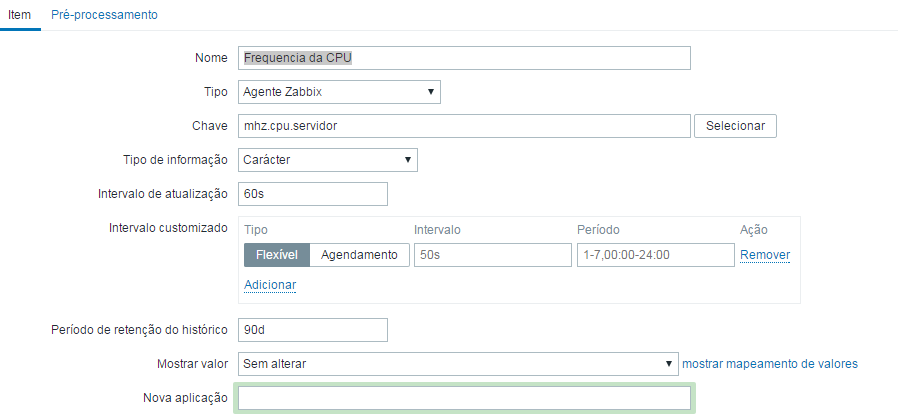 Item Pré-processamento
Nome Frequencia da CPU
Tipo Agente Zabbix
Chave mhz.cpu.servidor Selecionar
Tipo de informação Carácter
Intervalo de atualização 60s
Intervalo customizado Tipo Intervalo Período Ação
Flexível Agendamento 50s 1-7,00:00-24:00 Remover
Adicionar
Período de retenção do histórico 90d
Mostrar valor Sem alterar mostrar mapeamento de valores
Nova aplicação